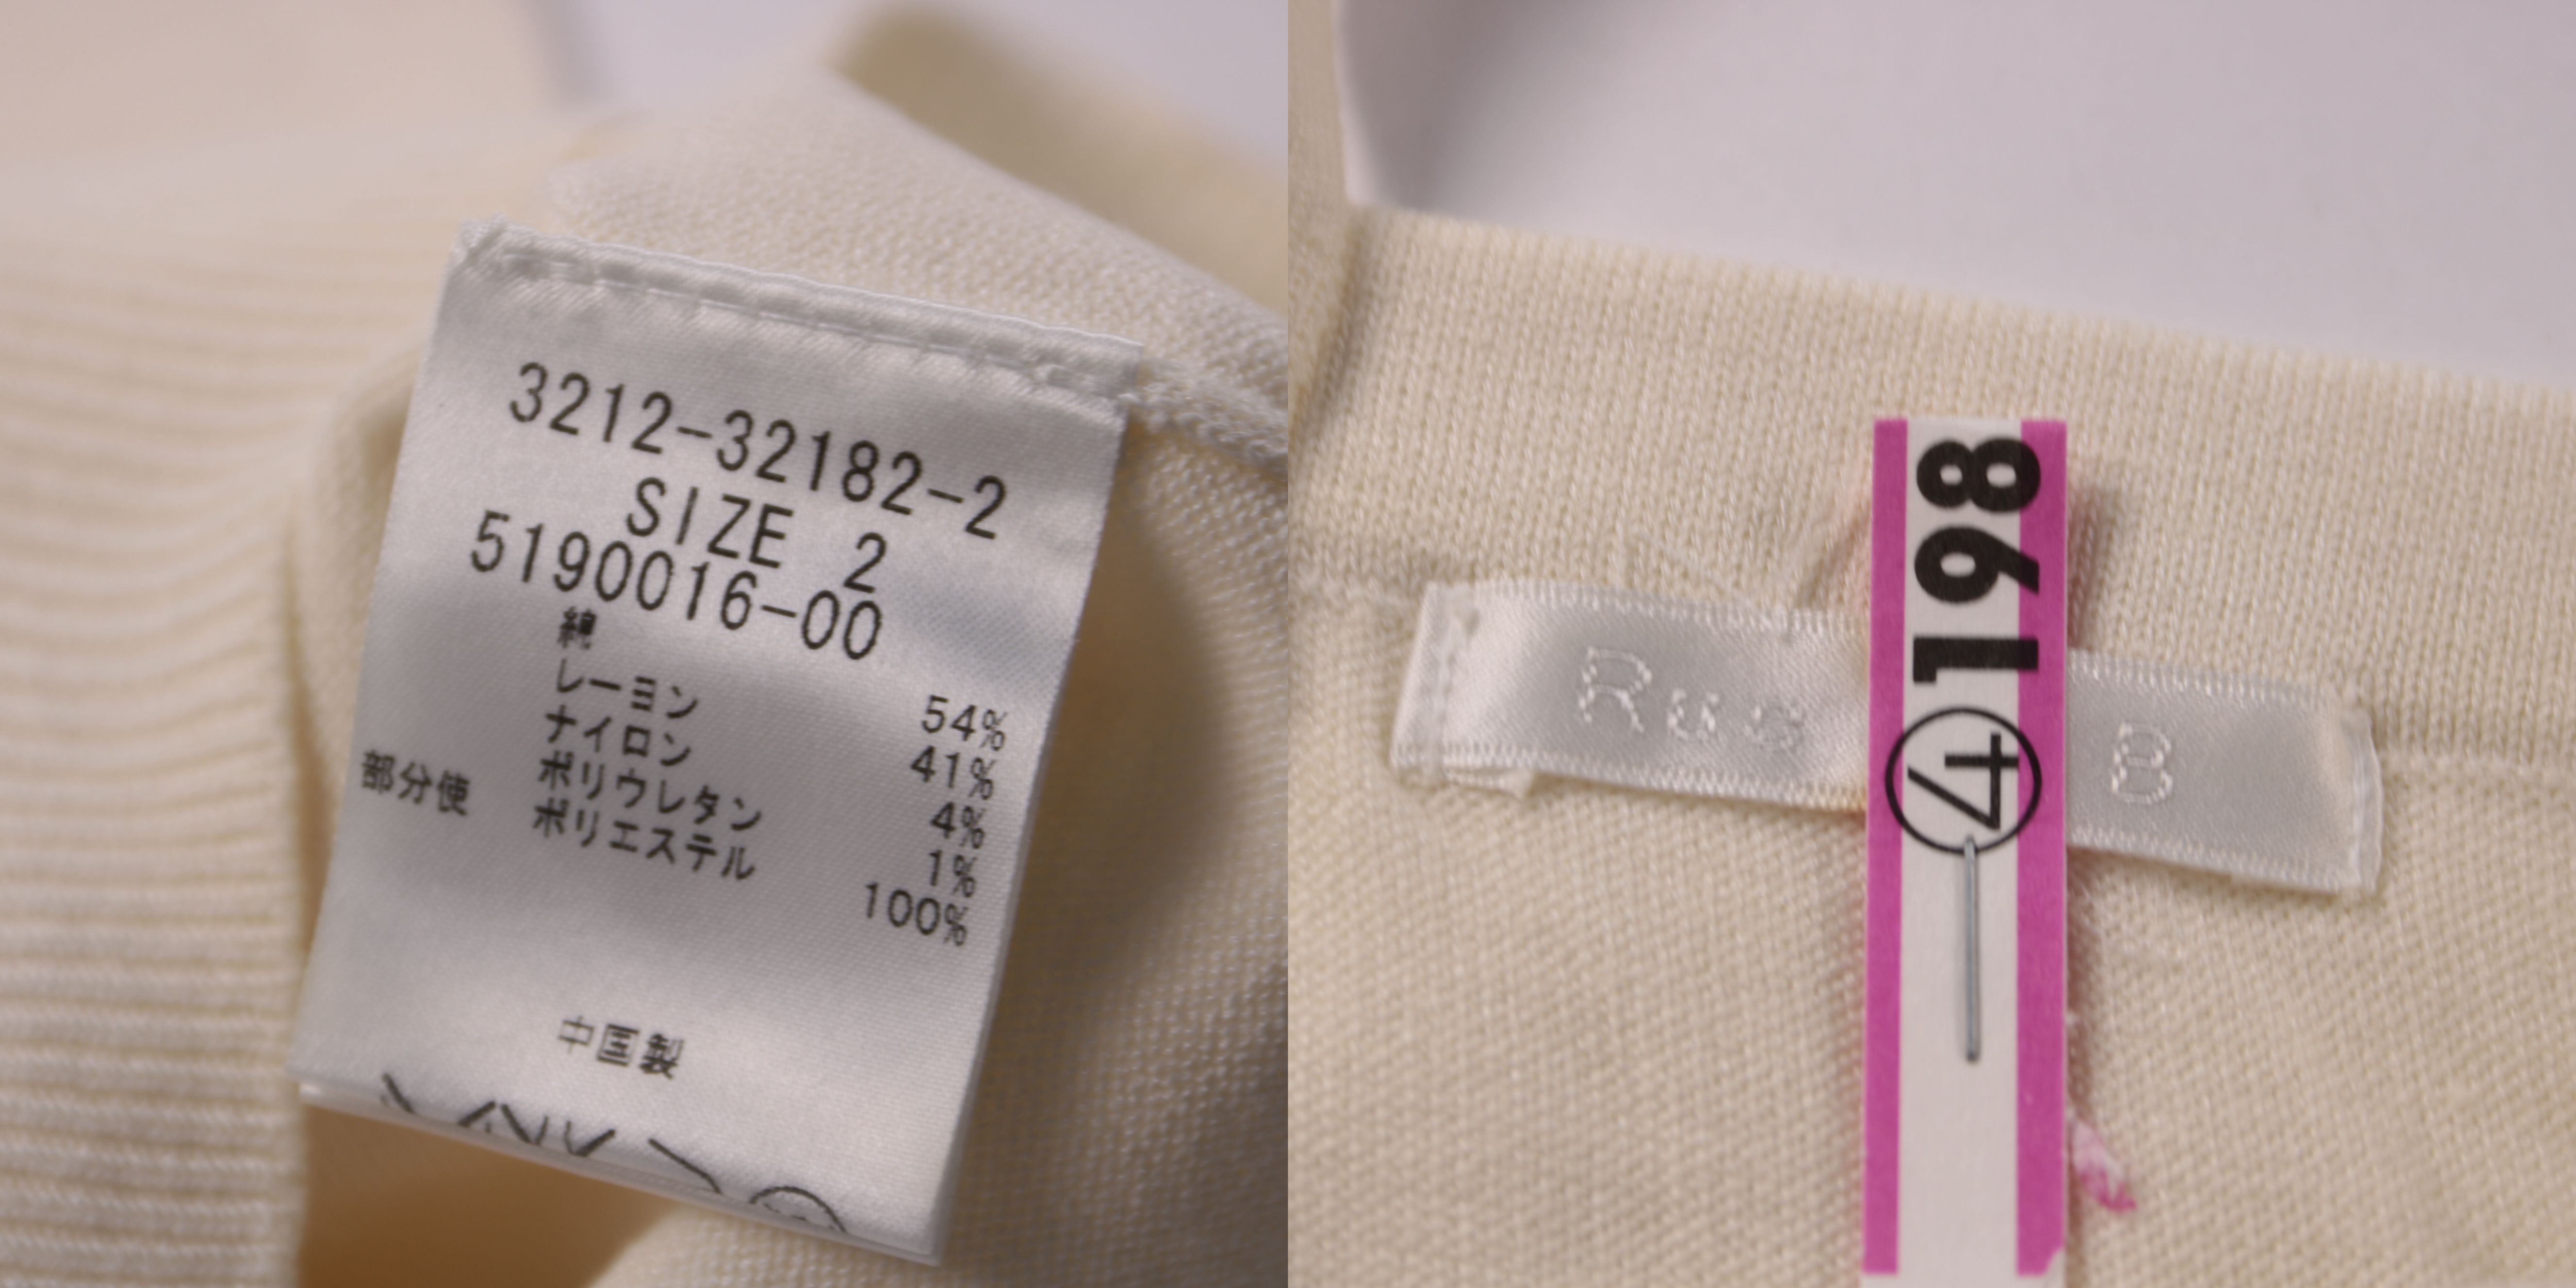 3212-32182-2
SIZE 2
5190016-00
綿 54%
レーヨン 41%
ナイロン 4%
ポリウレタン 1%
部分使 ポリエステル 100%
中国製
Rus B
8691④